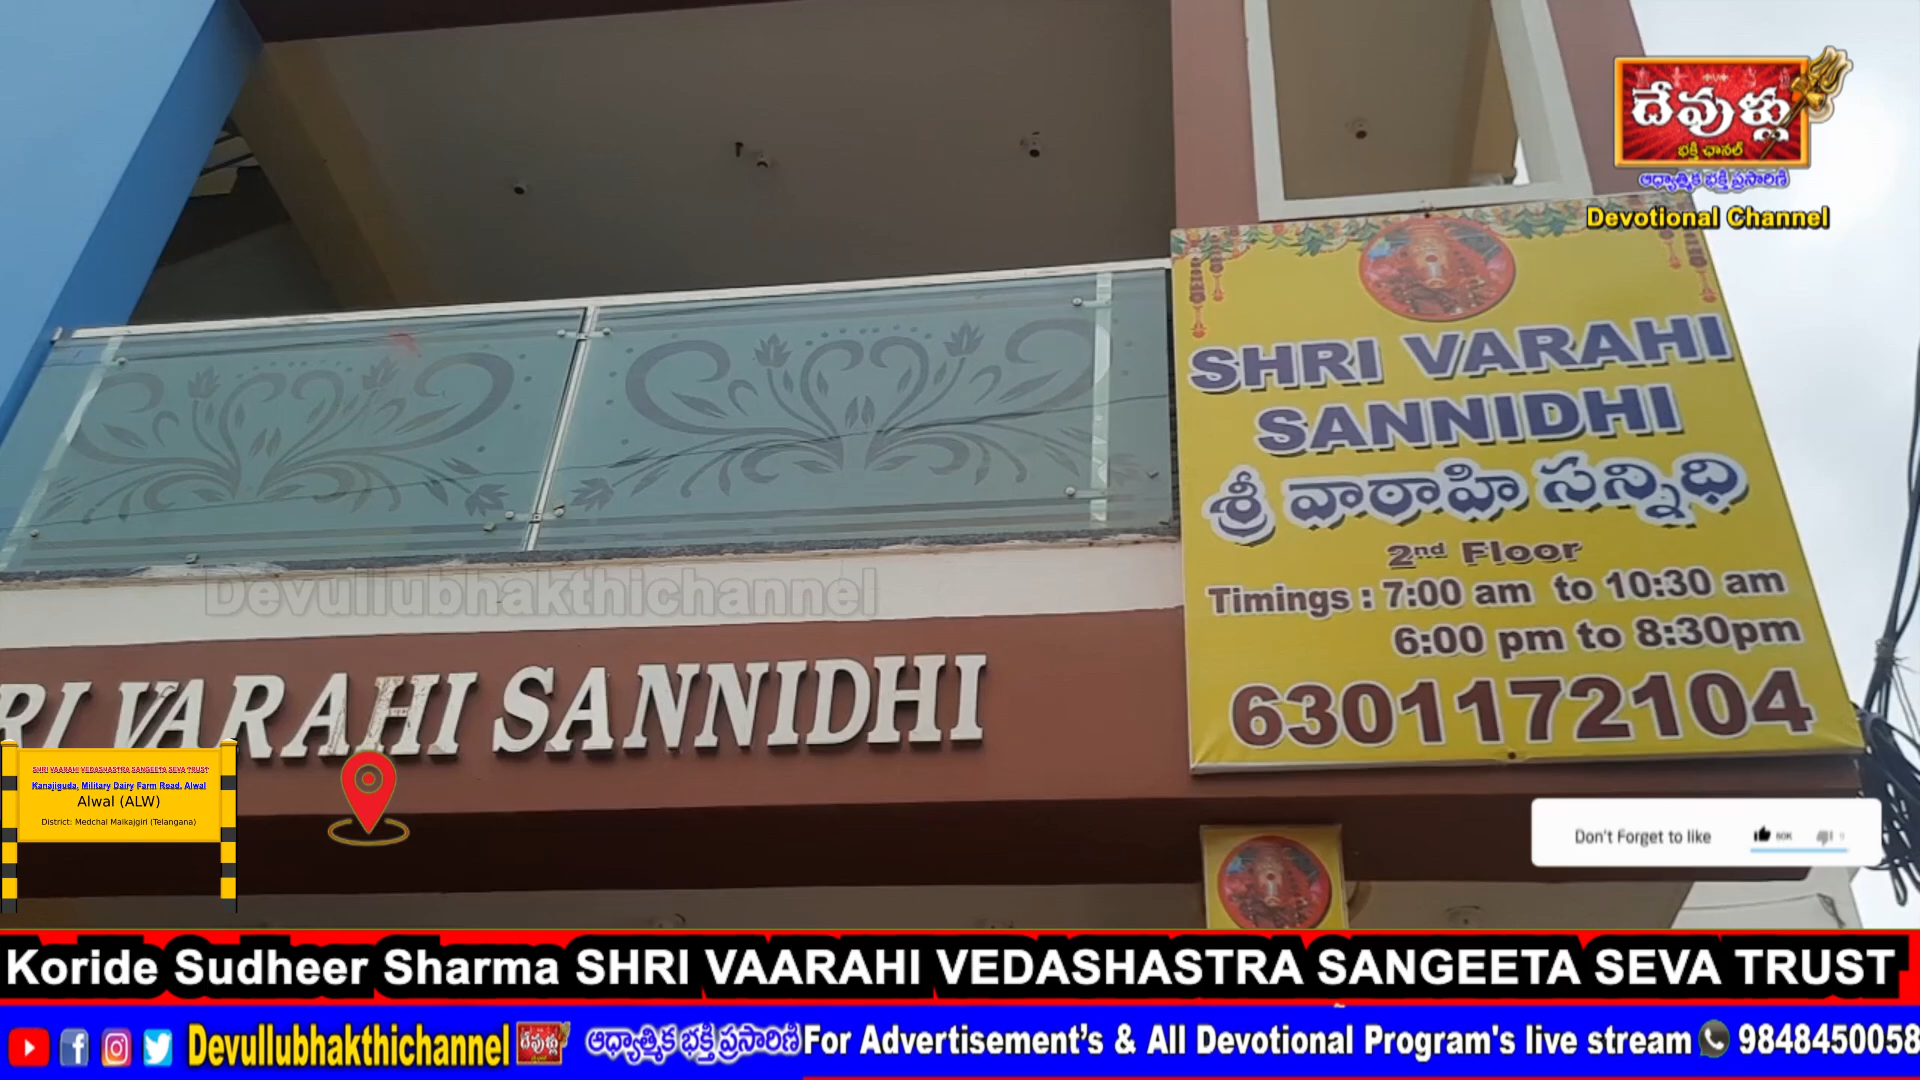 దేవుళ్లు
భక్తి ఛానల్
ఆధ్యాత్మిక భక్తి ప్రసారిణి
Devotional Channel
SHRI VARAHI
SANNIDHI
శ్రీ వారాహి సన్నిధి
2nd Floor
Timings : 7:00 am to 10:30 am
6:00 pm to 8:30pm
6301172104
Devullubhakthichannel
RI VARAHI SANNIDHI
SHRI VAARAHI VEDASHASTRA SANGEETA SEVA TRUST
Kanajiguda, Military Dairy Farm Road, Alwal
Alwal (ALW)
District: Medchal Malkajgiri (Telangana)
Don't Forget to like
Koride Sudheer Sharma SHRI VAARAHI VEDASHASTRA SANGEETA SEVA TRUST
Devullubhakthichannel దేవుళ్లు ఆధ్యాత్మిక భక్తి ప్రసారిణి For Advertisement's & All Devotional Program's live stream 9848450058